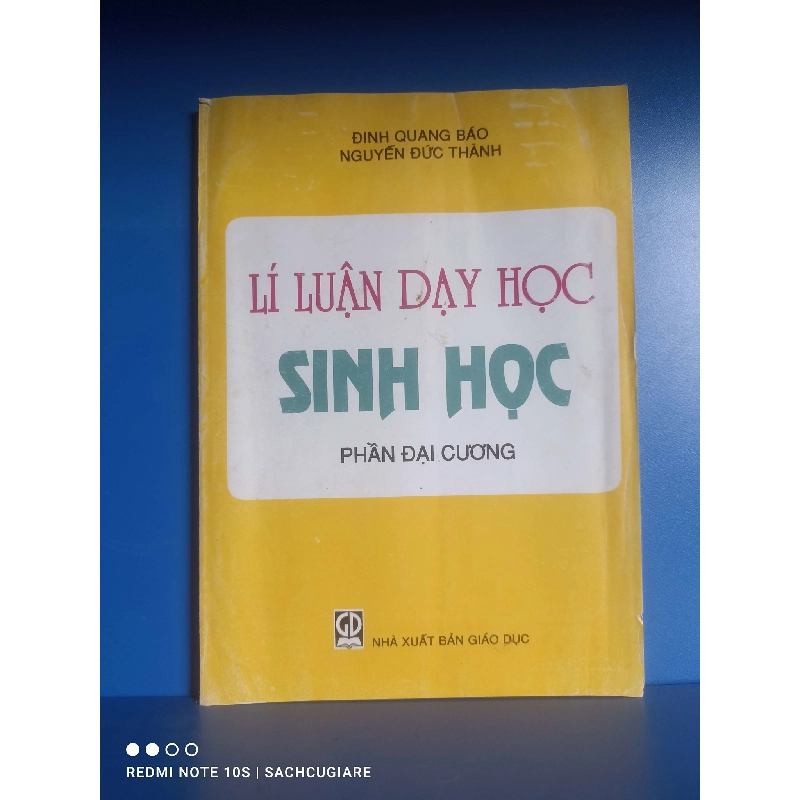 ĐINH QUANG BÁO
NGUYỄN ĐỨC THÀNH
LÍ LUẬN DẠY HỌC
SINH HỌC
PHẦN ĐẠI CƯƠNG
GD
NHÀ XUẤT BẢN GIÁO DỤC
REDMI NOTE 10S | SACHCUGIARE